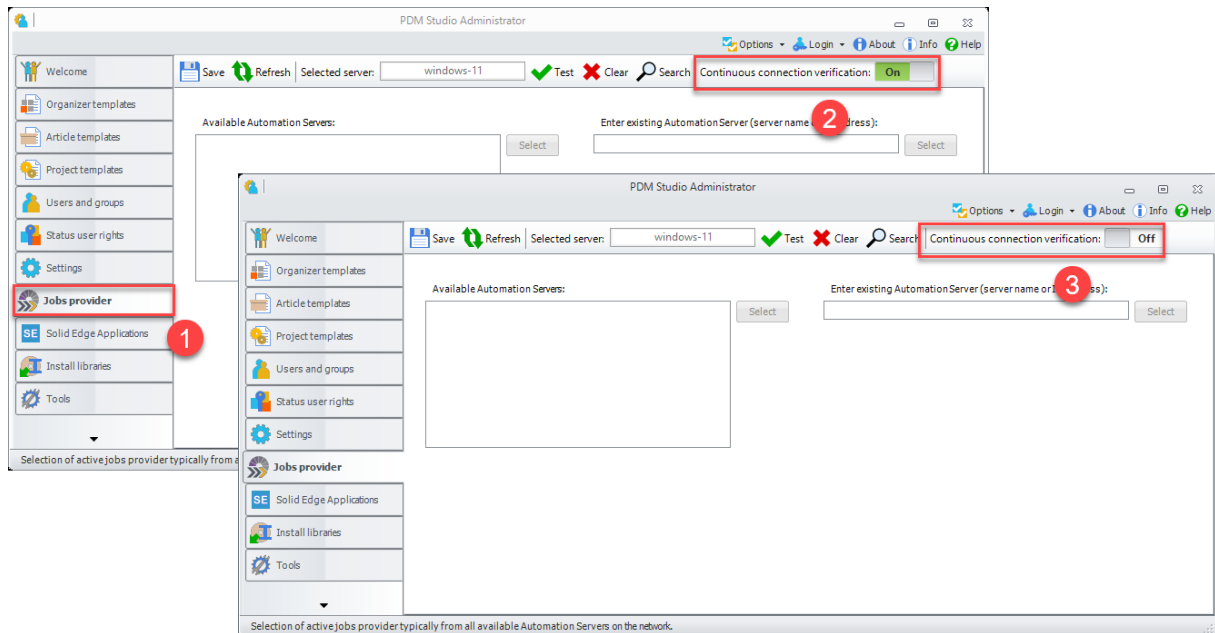 PDM Studio Administrator
Options Login About Info Help
Welcome
Save Refresh Selected server: windows-11 Test Clear Search Continuous connection verification: On
2
Organizer templates
Article templates
Project templates
Users and groups
Status user rights
Settings
Jobs provider
1
Solid Edge Applications
Install libraries
Tools
Available Automation Servers:
Select
Enter existing Automation Server (server name
Select
Selection of active jobs provider typically from
PDM Studio Administrator
Options Login About Info Help
Welcome
Save Refresh Selected server: windows-11 Test Clear Search Continuous connection verification: Off
3
Organizer templates
Article templates
Project templates
Users and groups
Status user rights
Settings
Jobs provider
SE Solid Edge Applications
Install libraries
Tools
Available Automation Servers:
Select
Enter existing Automation Server (server name or
Select
Selection of active jobs provider typically from all available Automation Servers on the network.